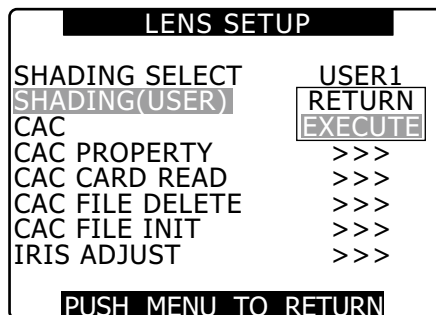 LENS SETUP
SHADING SELECT USER1
SHADING(USER) RETURN
CAC EXECUTE
CAC PROPERTY >>>
CAC CARD READ >>>
CAC FILE DELETE >>>
CAC FILE INIT >>>
IRIS ADJUST >>>
PUSH MENU TO RETURN